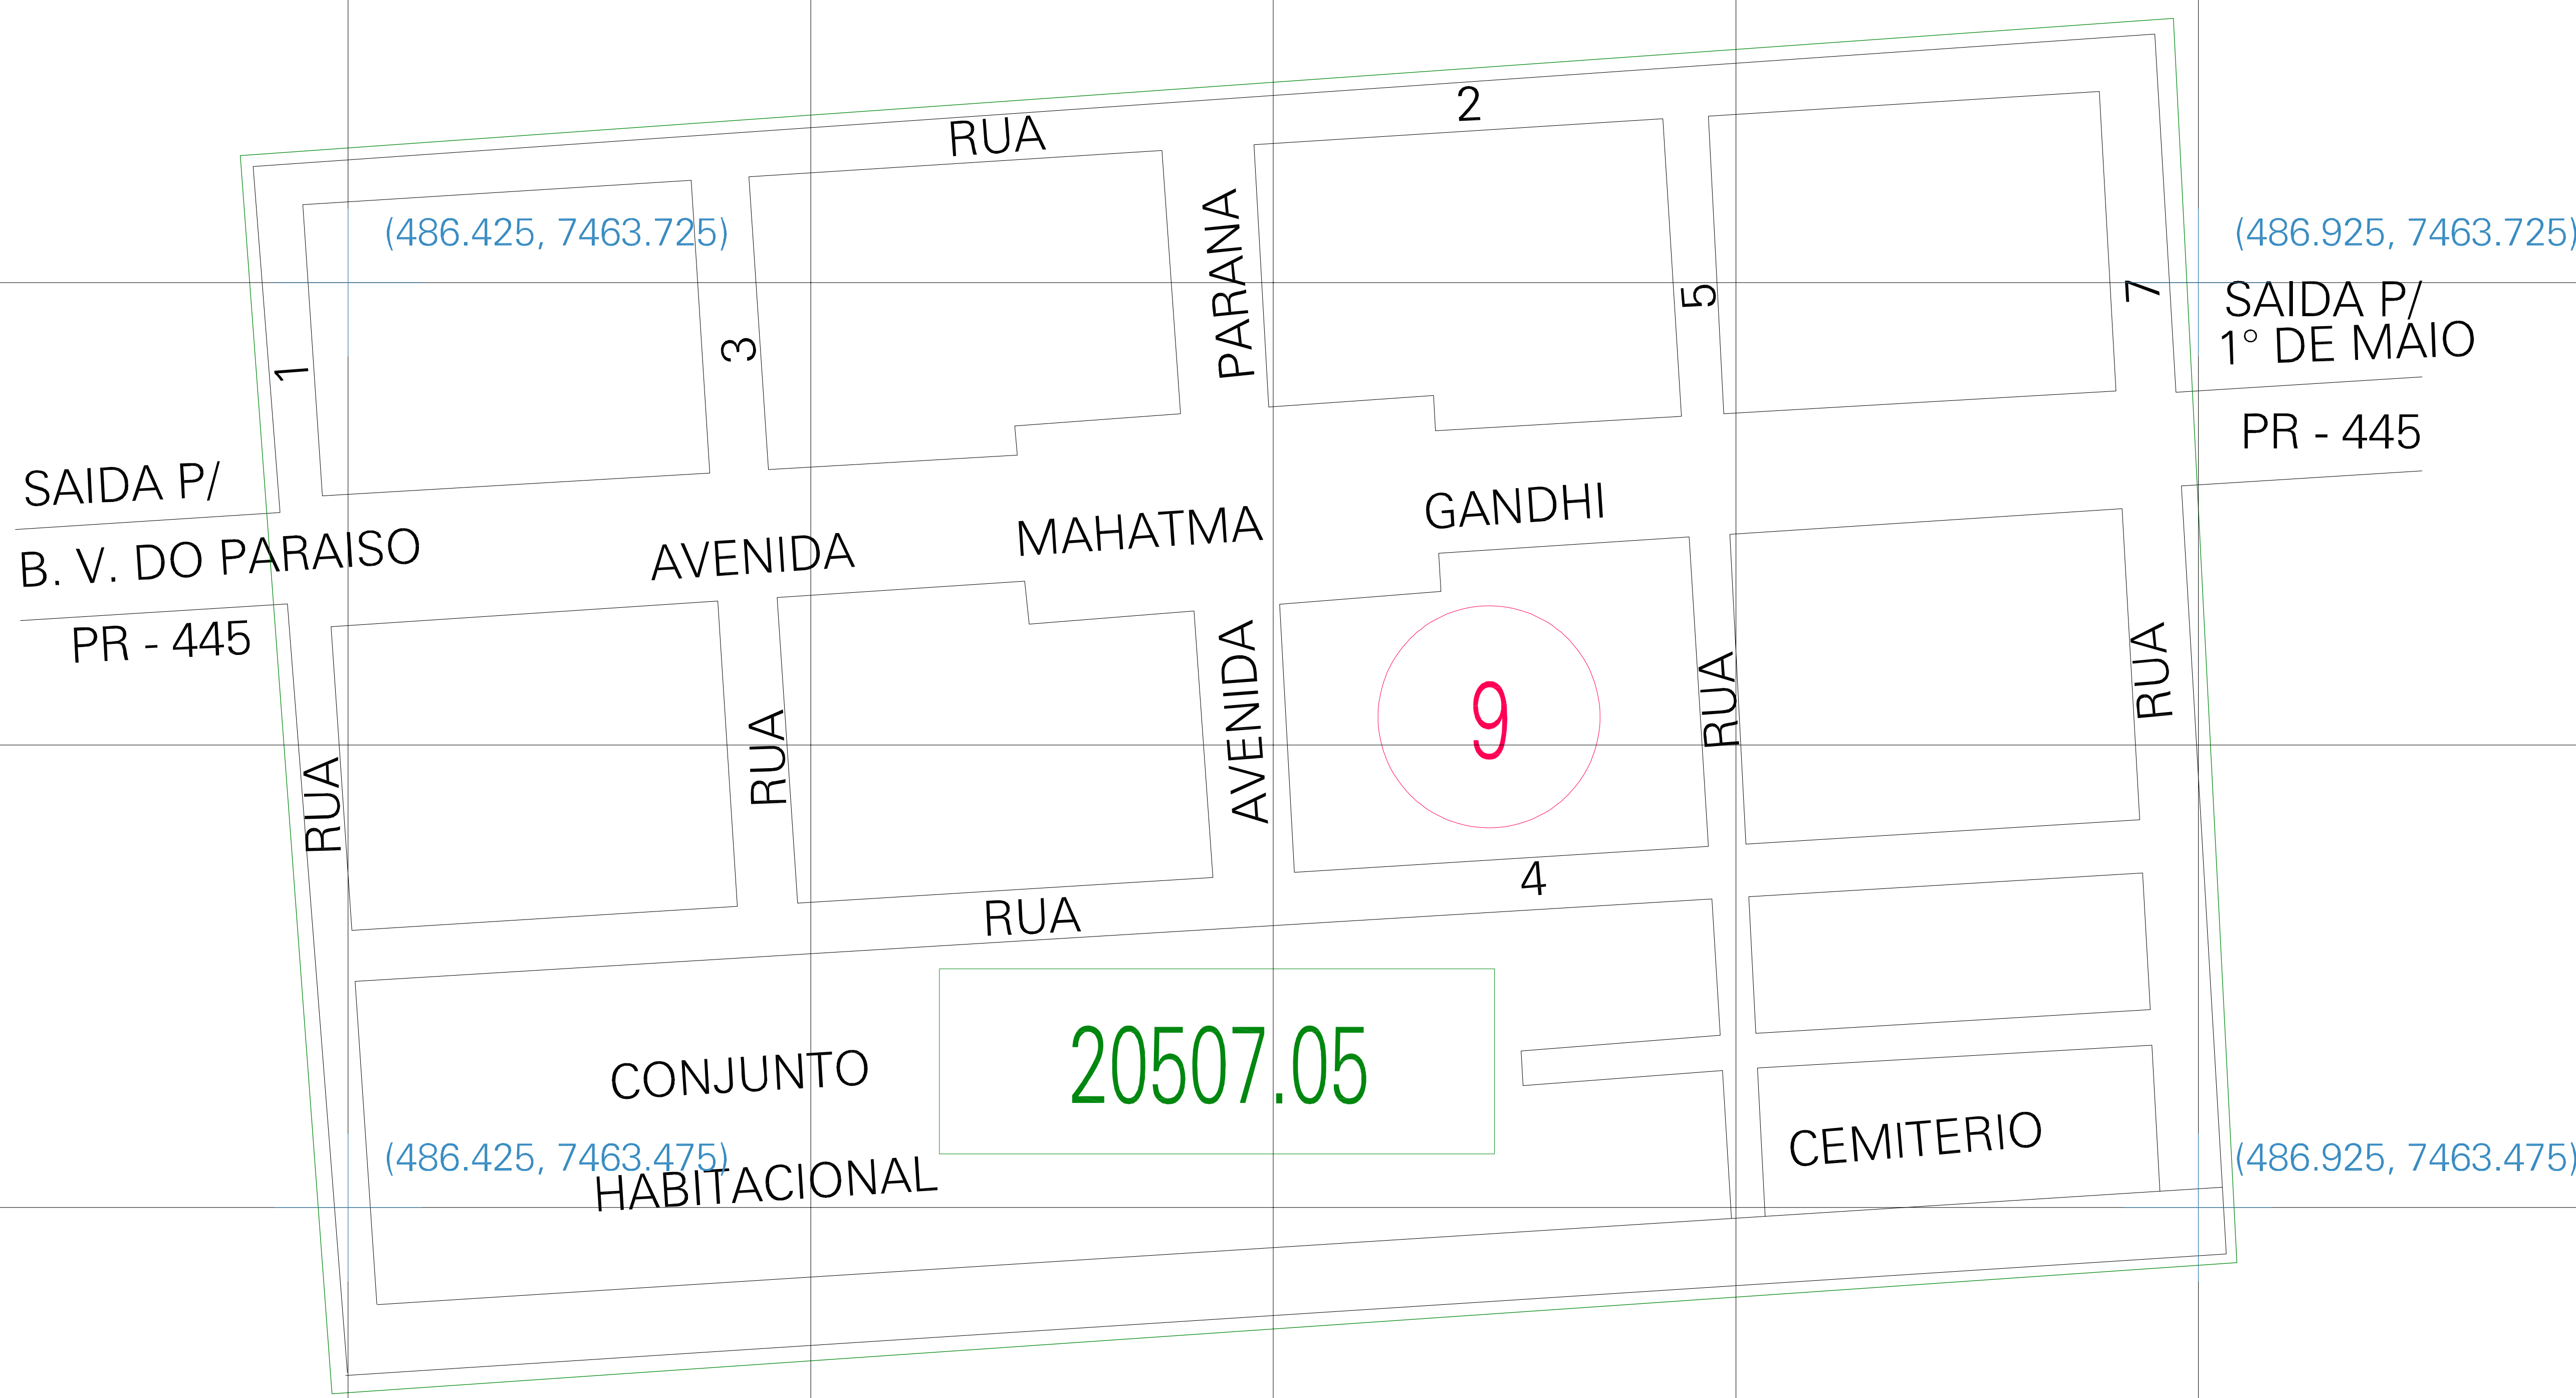 2
RUA
(486.425, 7463.725)
(486.925, 7463.725)
PARANA
5
7
SAIDA P/
1° DE MAIO
3
1
PR - 445
SAIDA P/
B. V. DO PARAISO
PR - 445
AVENIDA MAHATMA GANDHI
RUA
RUA
AVENIDA
RUA
RUA
9
4
RUA
20507.05
CONJUNTO
HABITACIONAL
CEMITERIO
(486.425, 7463.475)
(486.925, 7463.475)